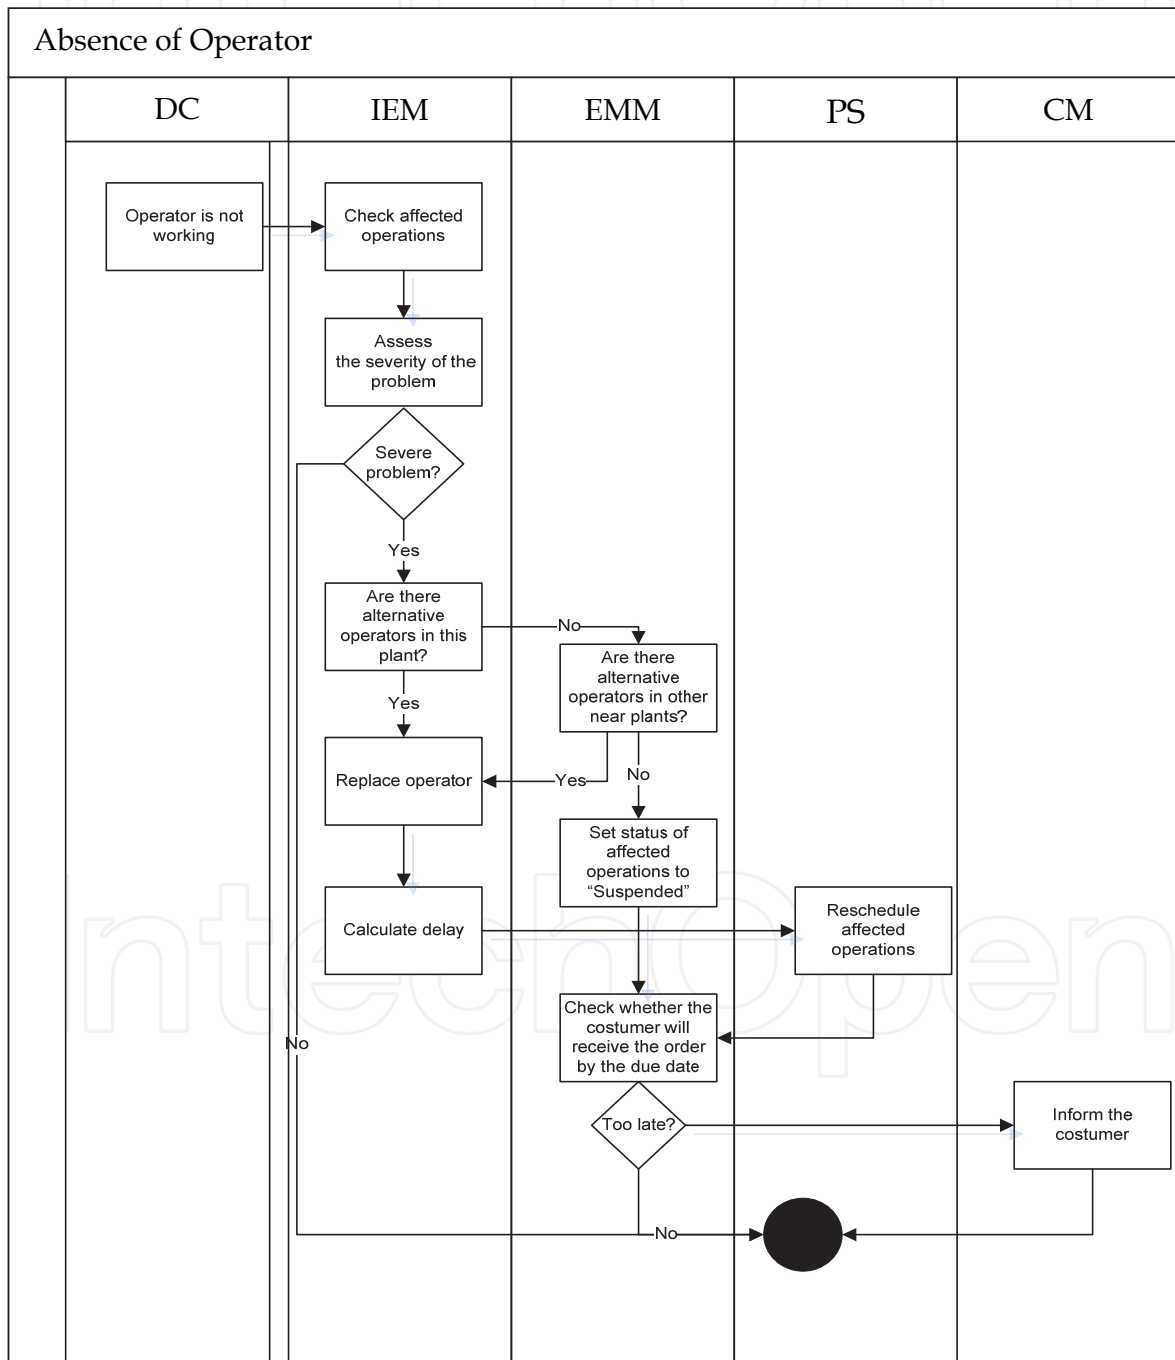 Absence of Operator
DC
IEM
EMM
PS
CM
Operator is not
working
Check affected
operations
Assess
the severity of the
problem
Severe
problem?
Yes
Are there
alternative
operators in this
plant?
No
Are there
alternative
operators in other
near plants?
Yes
Replace operator
Yes
No
Set status of
affected
operations to
“Suspended”
Calculate delay
Reschedule
affected
operations
Check whether the
costumer will
receive the order
by the due date
No
Too late?
Inform the
costumer
No
IntechOpen